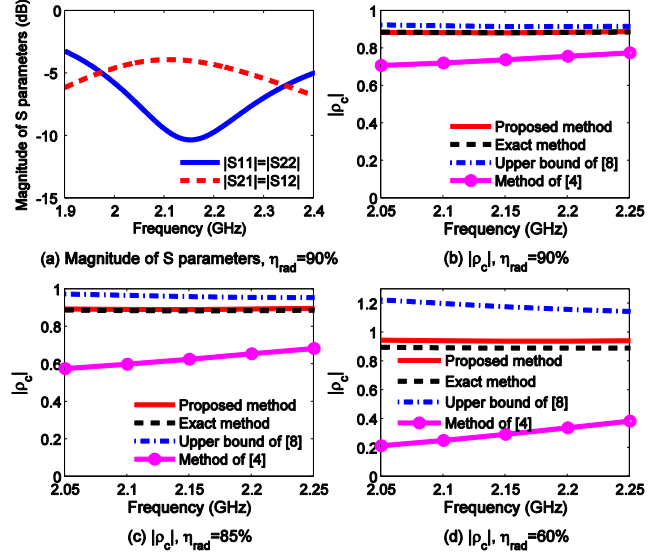 0
-5
-10
-15
Magnitude of S parameters (dB)
|S11|=|S22|
|S21|=|S12|
1.9
2
2.1
2.2
2.3
2.4
Frequency (GHz)
(a) Magnitude of S parameters, ηrad=90%
1
0.8
0.6
0.4
0.2
0
|ρc|
Proposed method
Exact method
Upper bound of [8]
Method of [4]
2.05
2.1
2.15
2.2
2.25
Frequency (GHz)
(b) |ρc|, ηrad=90%
1
0.8
0.6
0.4
0.2
0
|ρc|
Proposed method
Exact method
Upper bound of [8]
Method of [4]
2.05
2.1
2.15
2.2
2.25
Frequency (GHz)
(c) |ρc|, ηrad=85%
1.2
1
0.8
0.6
0.4
0.2
0
|ρc|
Proposed method
Exact method
Upper bound of [8]
Method of [4]
2.05
2.1
2.15
2.2
2.25
Frequency (GHz)
(d) |ρc|, ηrad=60%